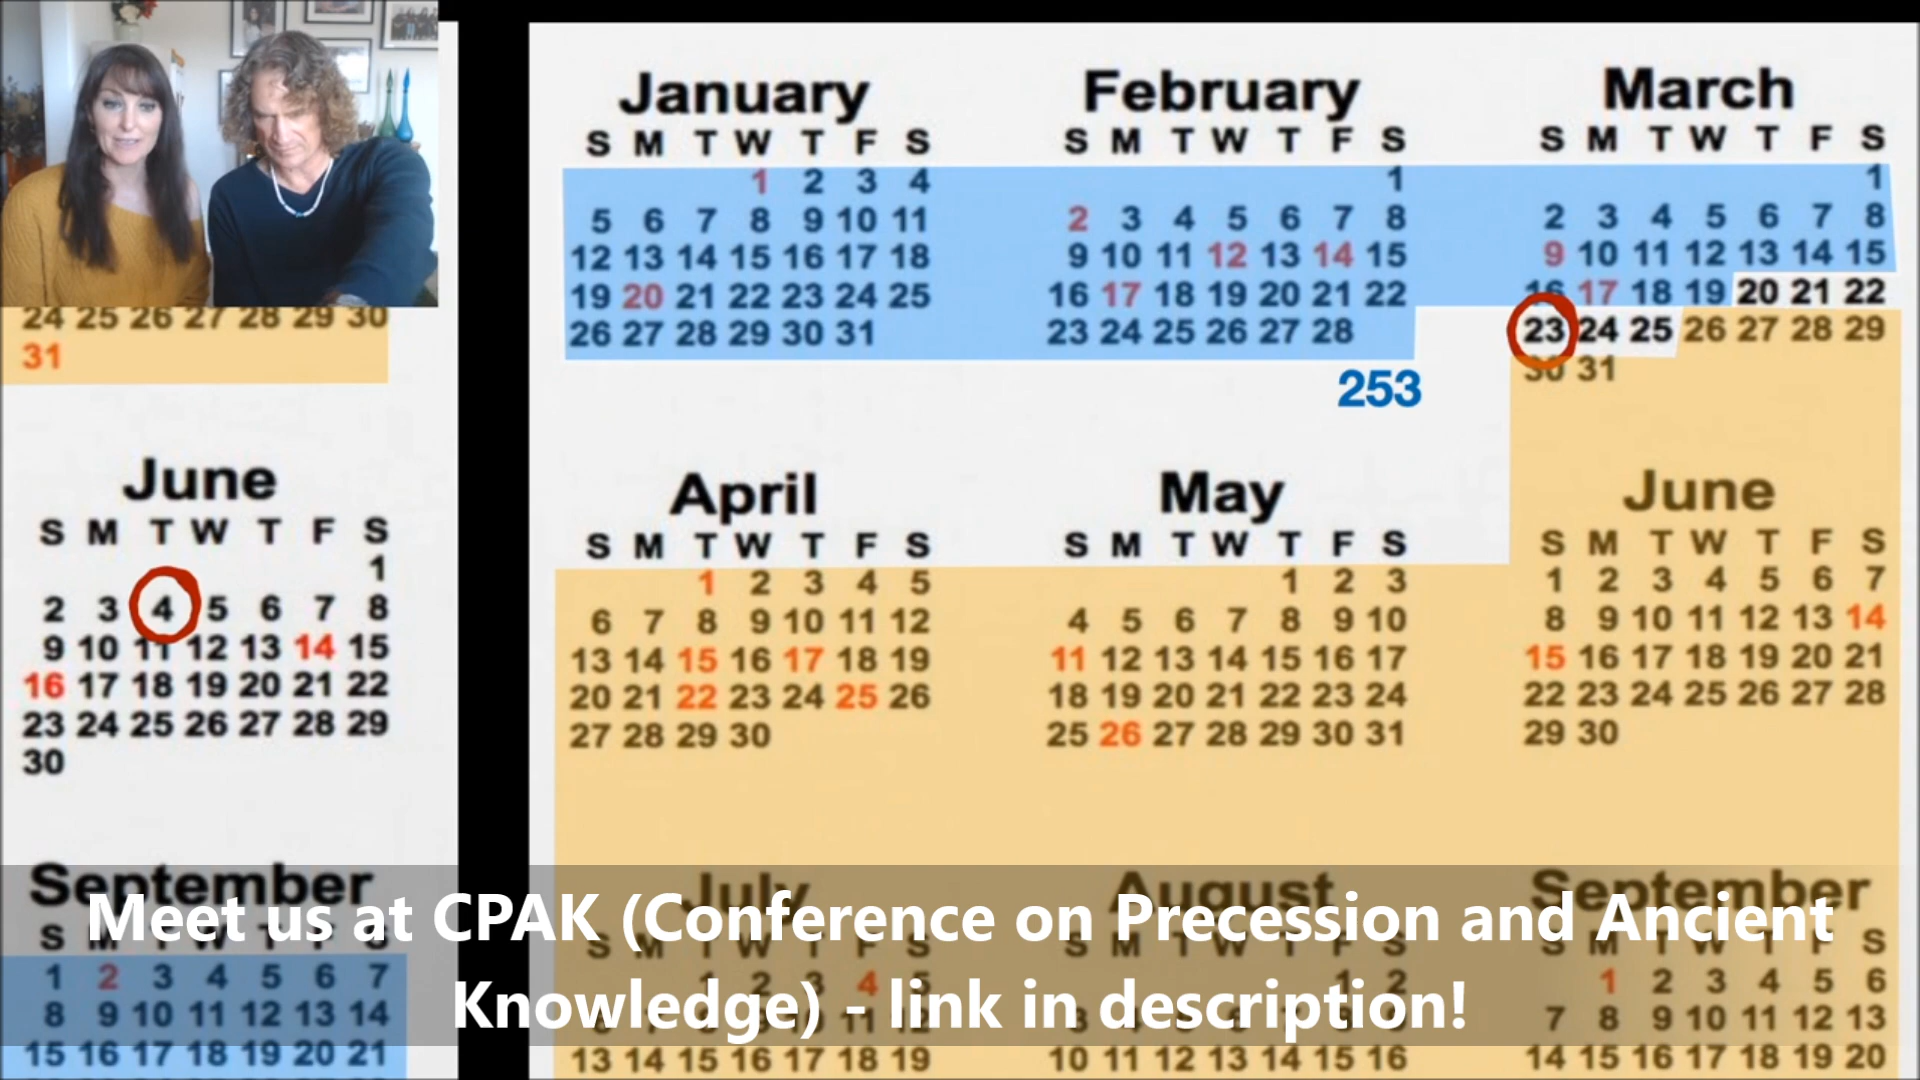 24 25 26 27 28 29 30
31
June
S M T W T F S
1
2 3 4 5 6 7 8
9 10 11 12 13 14 15
16 17 18 19 20 21 22
23 24 25 26 27 28 29
30
September
S M T W T F S
1 2 3 4 5 6 7
8 9 10 11 12 13 14
15 16 17 18 19 20 21
January
S M T W T F S
1 2 3 4
5 6 7 8 9 10 11
12 13 14 15 16 17 18
19 20 21 22 23 24 25
26 27 28 29 30 31
February
S M T W T F S
1
2 3 4 5 6 7 8
9 10 11 12 13 14 15
16 17 18 19 20 21 22
23 24 25 26 27 28
253
March
S M T W T F S
1
2 3 4 5 6 7 8
9 10 11 12 13 14 15
16 17 18 19 20 21 22
23 24 25 26 27 28 29
30 31
April
S M T W T F S
1 2 3 4 5
6 7 8 9 10 11 12
13 14 15 16 17 18 19
20 21 22 23 24 25 26
27 28 29 30
May
S M T W T F S
1 2 3
4 5 6 7 8 9 10
11 12 13 14 15 16 17
18 19 20 21 22 23 24
25 26 27 28 29 30 31
June
S M T W T F S
1 2 3 4 5 6 7
8 9 10 11 12 13 14
15 16 17 18 19 20 21
22 23 24 25 26 27 28
29 30
July
S M T W T F S
1 2 3 4 5
11
13 14 15 16 17 18 19
August
S M T W T F S
1 2
10 11 12 13 14 15 16
September
S M T W T F S
1 2 3 4 5 6
7 8 9 10 11 12 13
14 15 16 17 18 19 20
Meet us at CPAK (Conference on Precession and Ancient
Knowledge) - link in description!